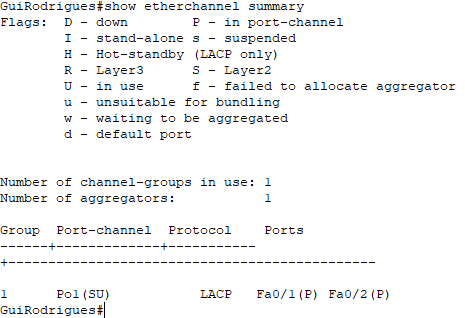 GuiRodrigues#show etherchannel summary
Flags:  D - down        P - in port-channel
        I - stand-alone s - suspended
        H - Hot-standby (LACP only)
        R - Layer3      S - Layer2
        U - in use      f - failed to allocate aggregator
        u - unsuitable for bundling
        w - waiting to be aggregated
        d - default port
Number of channel-groups in use: 1
Number of aggregators:           1
Group  Port-channel  Protocol    Ports
------+-------------+-----------
+----------------------------------------------
1      Po1(SU)           LACP   Fa0/1(P) Fa0/2(P)
GuiRodrigues#